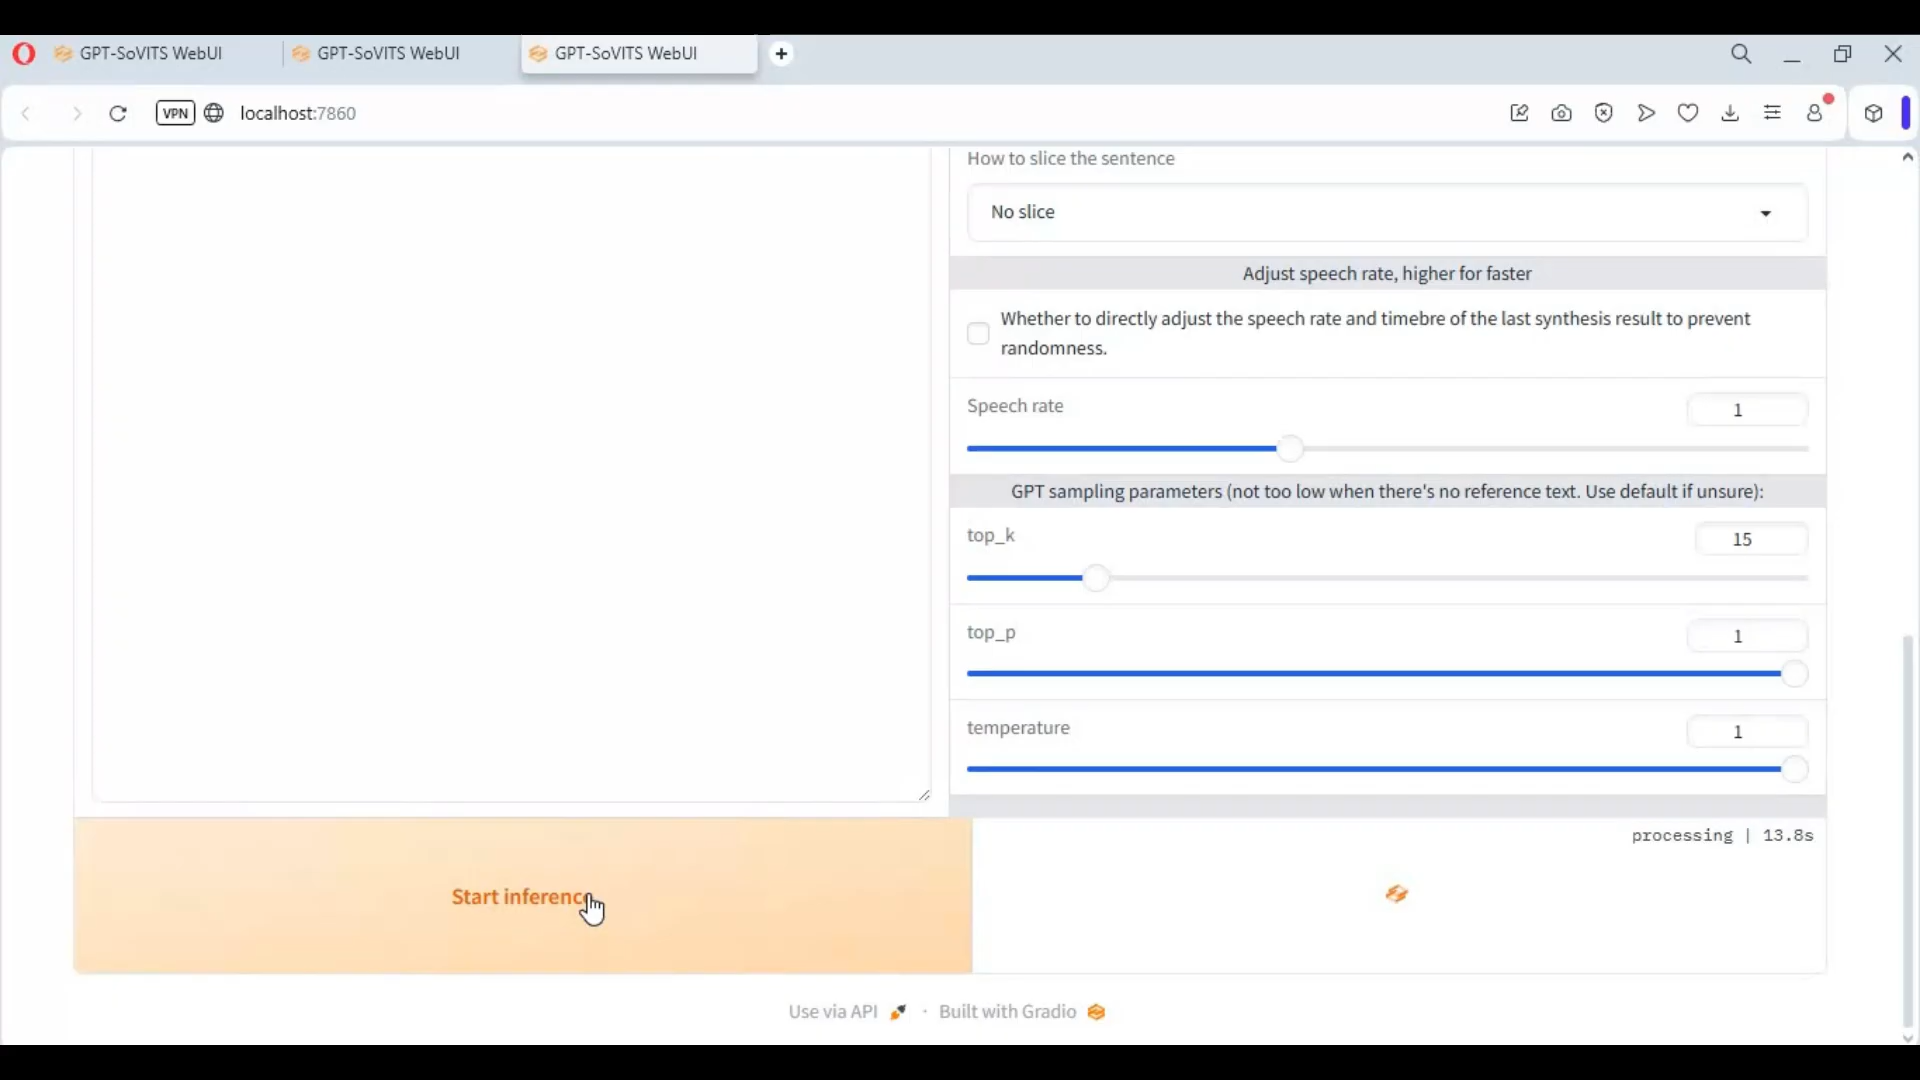 GPT-SoVITS WebUI
GPT-SoVITS WebUI
GPT-SoVITS WebUI
VPN
localhost:7860
How to slice the sentence
No slice
Adjust speech rate, higher for faster
Whether to directly adjust the speech rate and timebre of the last synthesis result to prevent
randomness.
Speech rate
1
GPT sampling parameters (not too low when there's no reference text. Use default if unsure):
top_k
15
top_p
1
temperature
1
processing | 13.8s
Start inference
Use via API · Built with Gradio